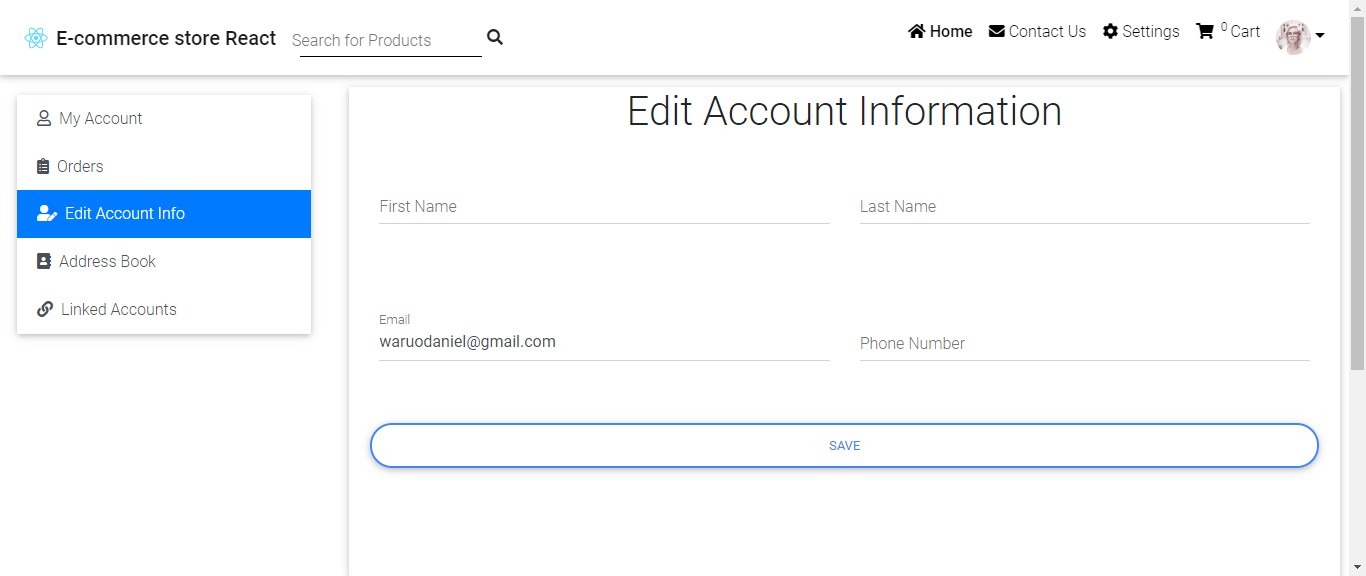 E-commerce store React Search for Products Home Contact Us Settings 0 Cart
My Account
Orders
Edit Account Info
Address Book
Linked Accounts
Edit Account Information
First Name Last Name
Email
waruodaniel@gmail.com Phone Number
SAVE